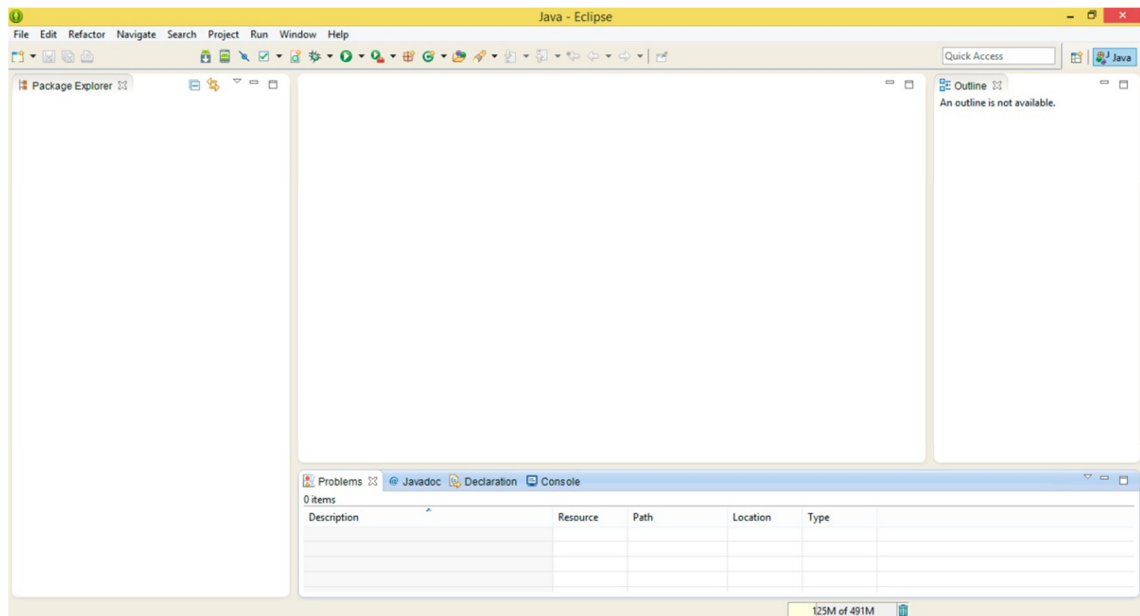 Java - Eclipse
File Edit Refactor Navigate Search Project Run Window Help
Quick Access
Java
Package Explorer
Outline
An outline is not available.
Problems @ Javadoc Declaration Console
0 items
Description Resource Path Location Type
125M of 491M